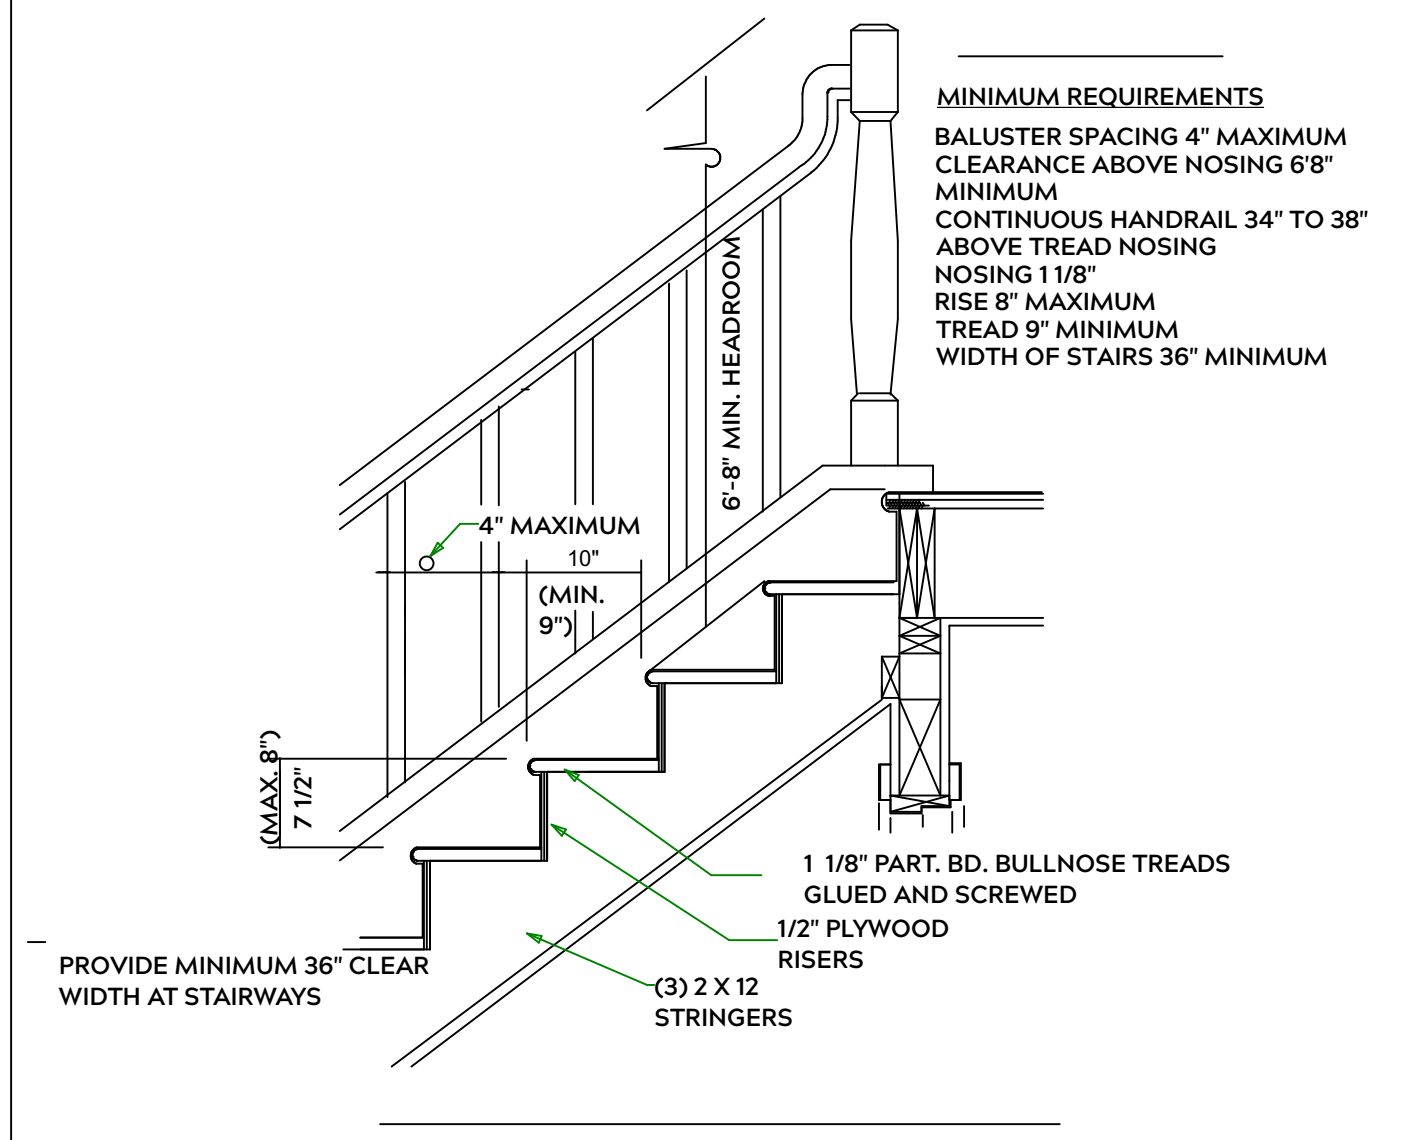 MINIMUM REQUIREMENTS
BALUSTER SPACING 4" MAXIMUM
CLEARANCE ABOVE NOSING 6'8"
MINIMUM
CONTINUOUS HANDRAIL 34" TO 38"
ABOVE TREAD NOSING
NOSING 1 1/8"
RISE 8" MAXIMUM
TREAD 9" MINIMUM
WIDTH OF STAIRS 36" MINIMUM
6'-8" MIN. HEADROOM
4" MAXIMUM
10"
(MIN.
9")
(MAX. 8")
7 1/2"
1 1/8" PART. BD. BULLNOSE TREADS
GLUED AND SCREWED
1/2" PLYWOOD
RISERS
(3) 2 X 12
STRINGERS
PROVIDE MINIMUM 36" CLEAR
WIDTH AT STAIRWAYS